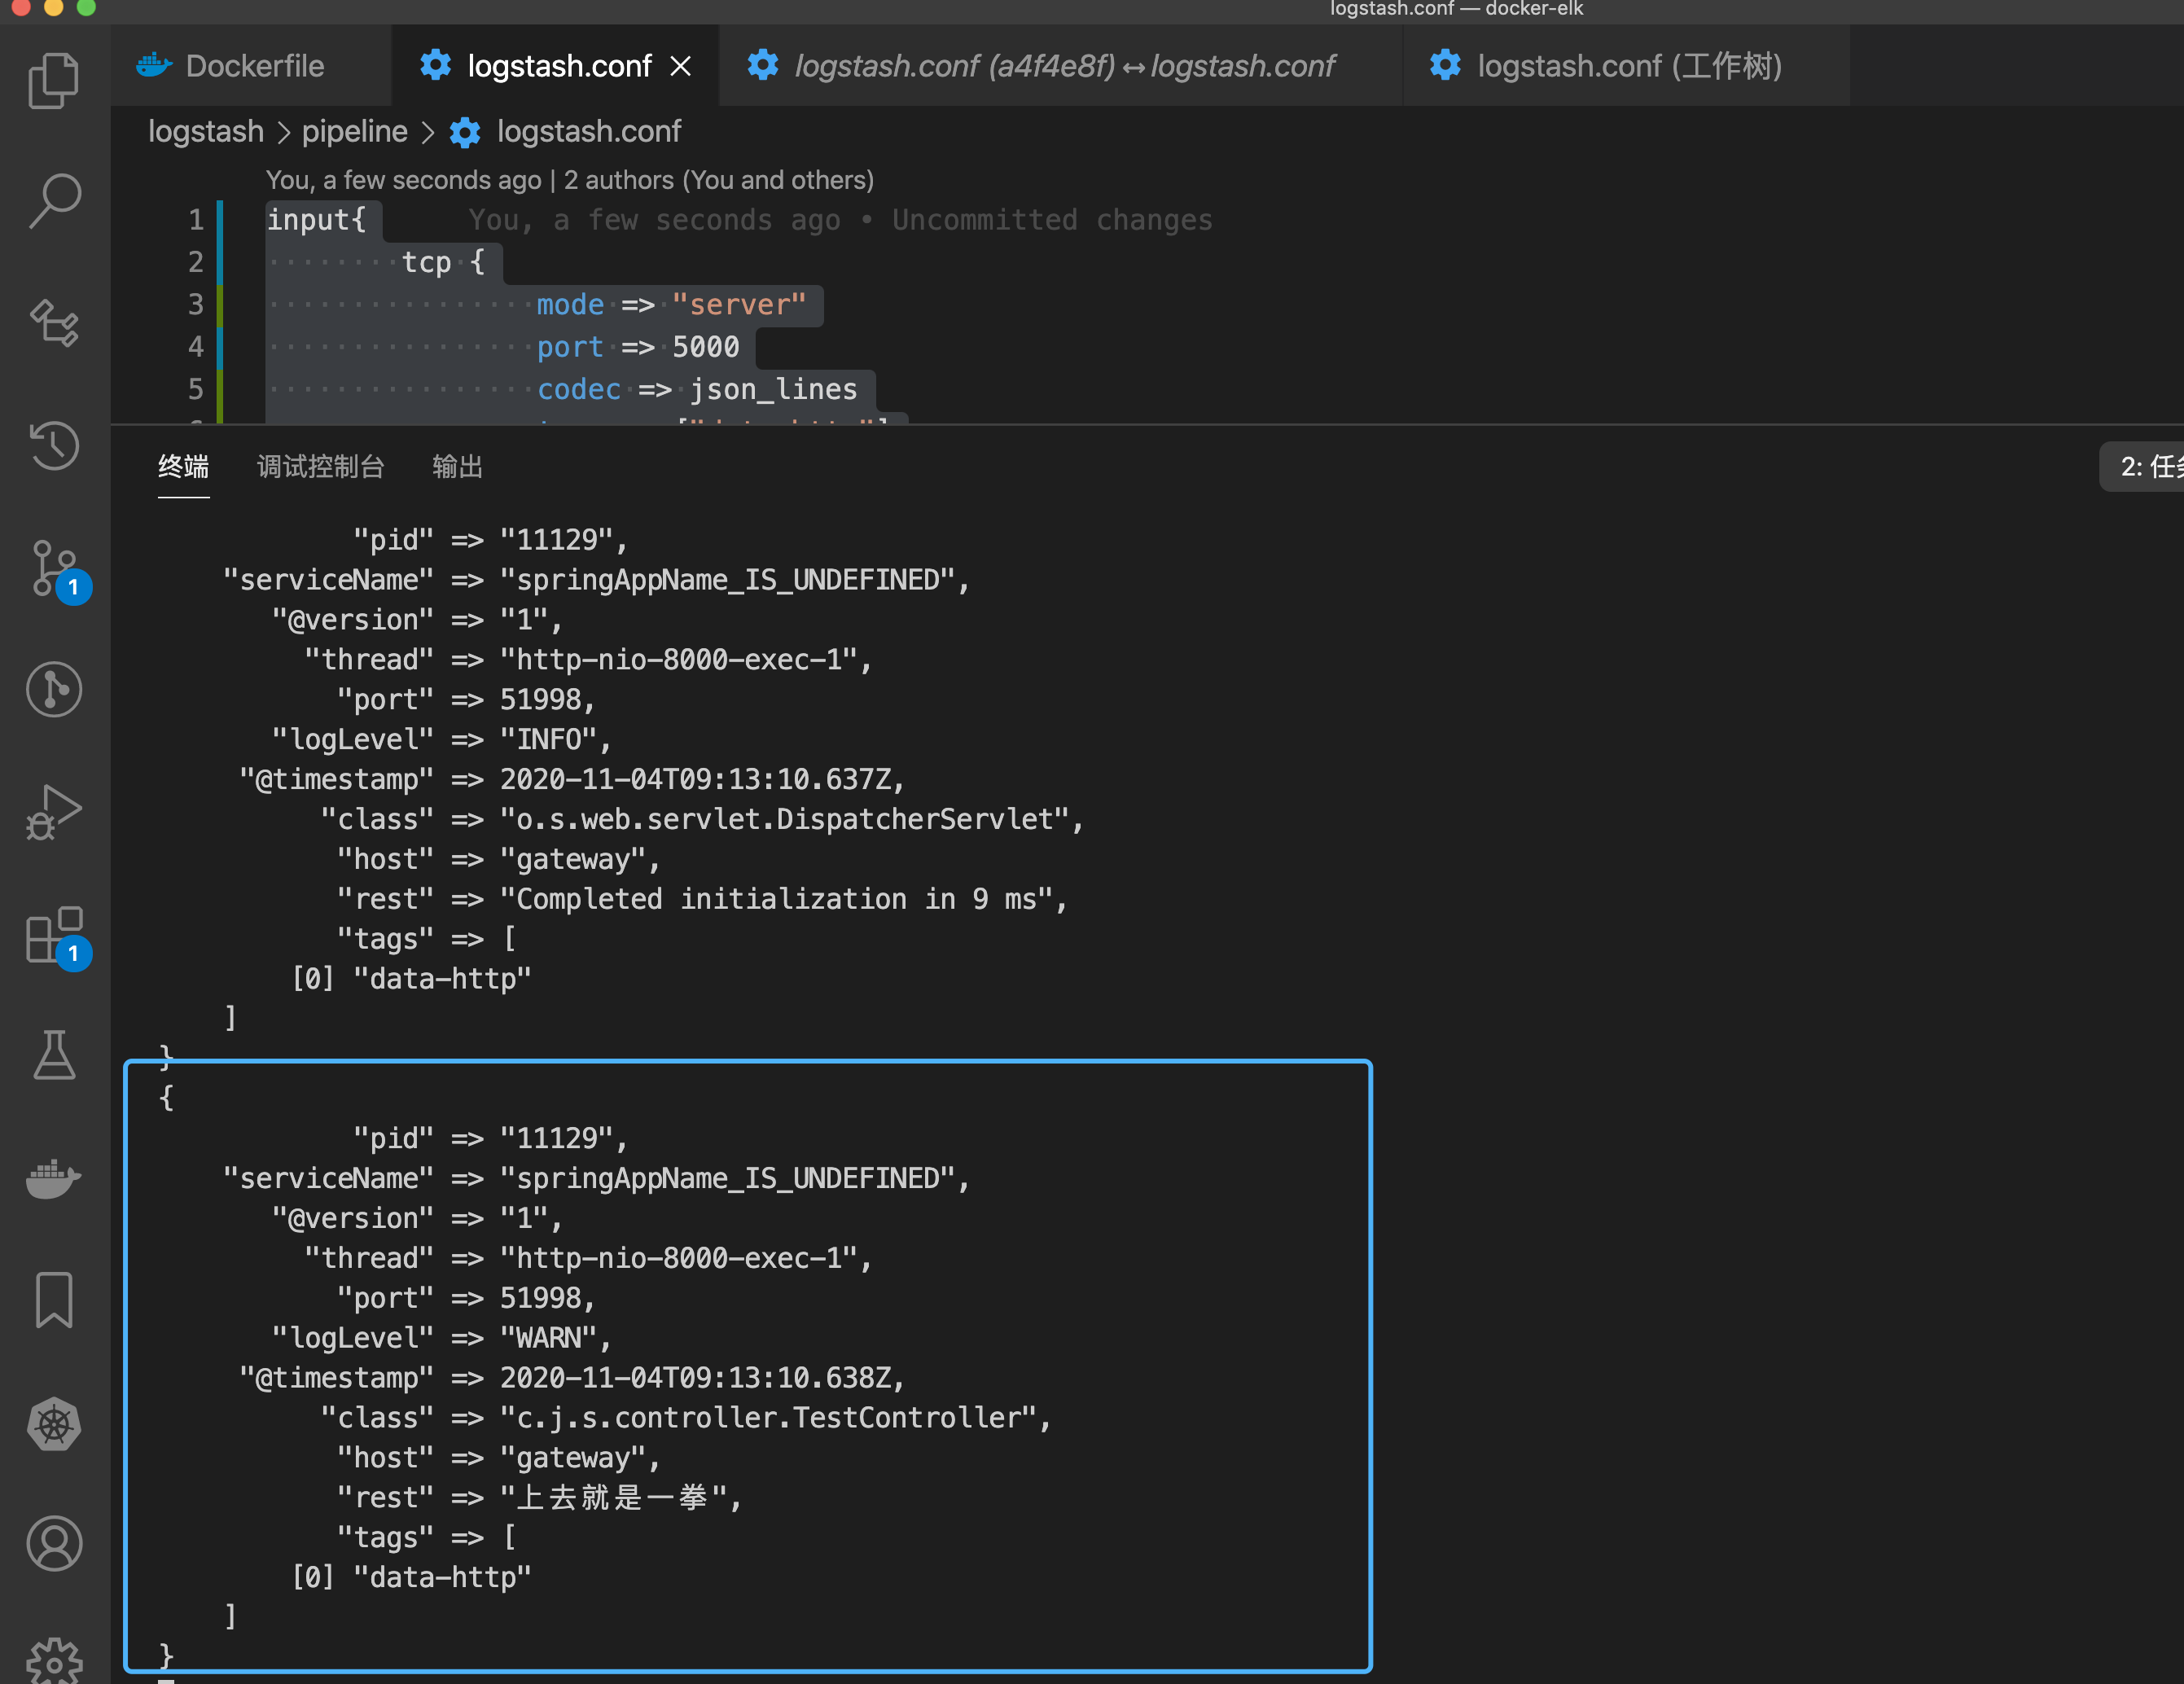 logstash.conf — docker-elk
Dockerfile
logstash.conf
logstash.conf (a4f4e8f) ↔ logstash.conf
logstash.conf (工作树)
logstash > pipeline > logstash.conf
You, a few seconds ago | 2 authors (You and others)
1 input{ You, a few seconds ago • Uncommitted changes
2 tcp {
3 mode => "server"
4 port => 5000
5 codec => json_lines
终端 调试控制台 输出
2: 任
"pid" => "11129",
"serviceName" => "springAppName_IS_UNDEFINED",
"@version" => "1",
"thread" => "http-nio-8000-exec-1",
"port" => 51998,
"logLevel" => "INFO",
"@timestamp" => 2020-11-04T09:13:10.637Z,
"class" => "o.s.web.servlet.DispatcherServlet",
"host" => "gateway",
"rest" => "Completed initialization in 9 ms",
"tags" => [
[0] "data-http"
]
}
{
"pid" => "11129",
"serviceName" => "springAppName_IS_UNDEFINED",
"@version" => "1",
"thread" => "http-nio-8000-exec-1",
"port" => 51998,
"logLevel" => "WARN",
"@timestamp" => 2020-11-04T09:13:10.638Z,
"class" => "c.j.s.controller.TestController",
"host" => "gateway",
"rest" => "上去就是一拳",
"tags" => [
[0] "data-http"
]
}
1
1